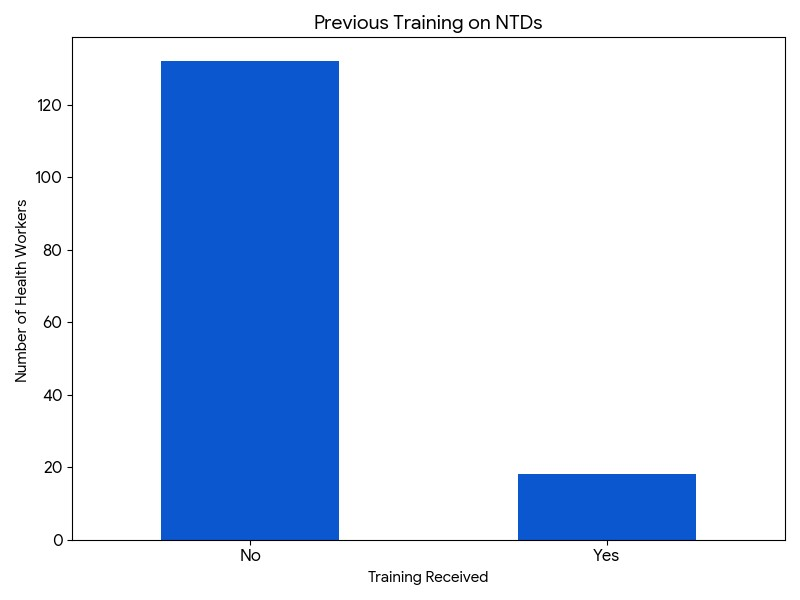 Previous Training on NTDs
Number of Health Workers
120
100
80
60
40
20
0
No
Yes
Training Received